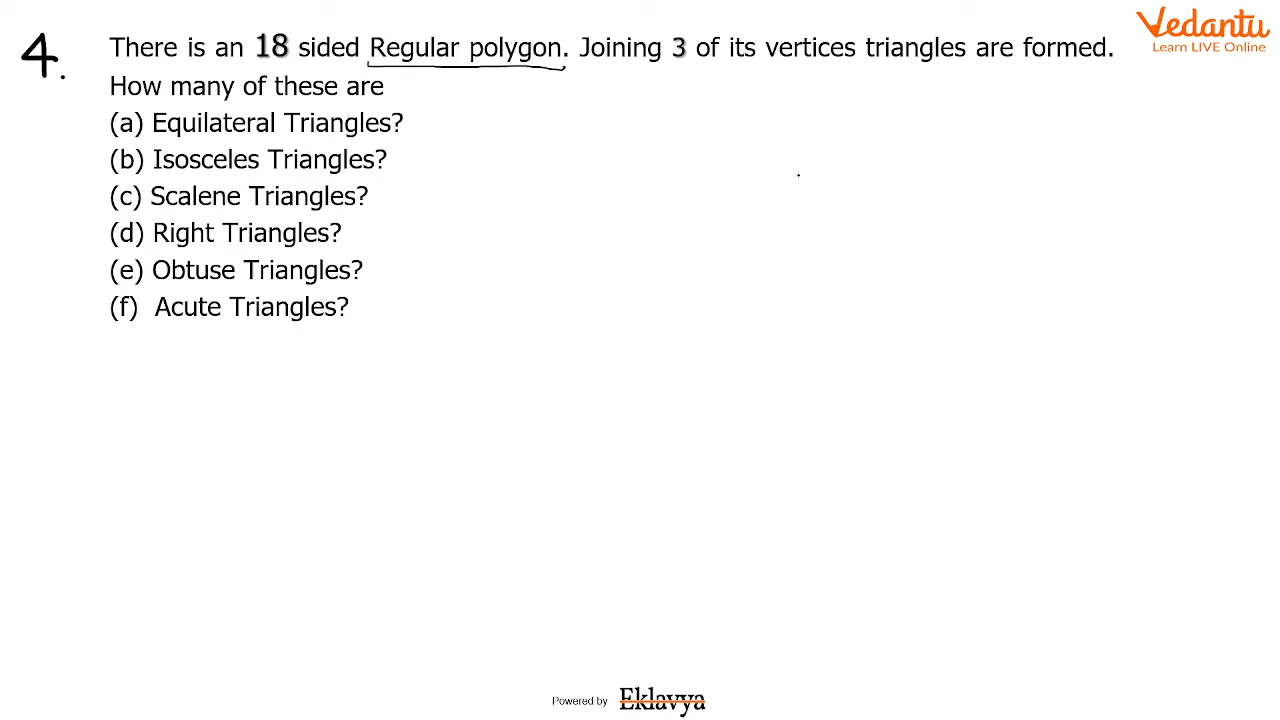 Vedantu
Learn LIVE Online
4.
There is an 18 sided Regular polygon. Joining 3 of its vertices triangles are formed.
How many of these are
(a) Equilateral Triangles?
(b) Isosceles Triangles?
(c) Scalene Triangles?
(d) Right Triangles?
(e) Obtuse Triangles?
(f) Acute Triangles?
Powered by Eklavya